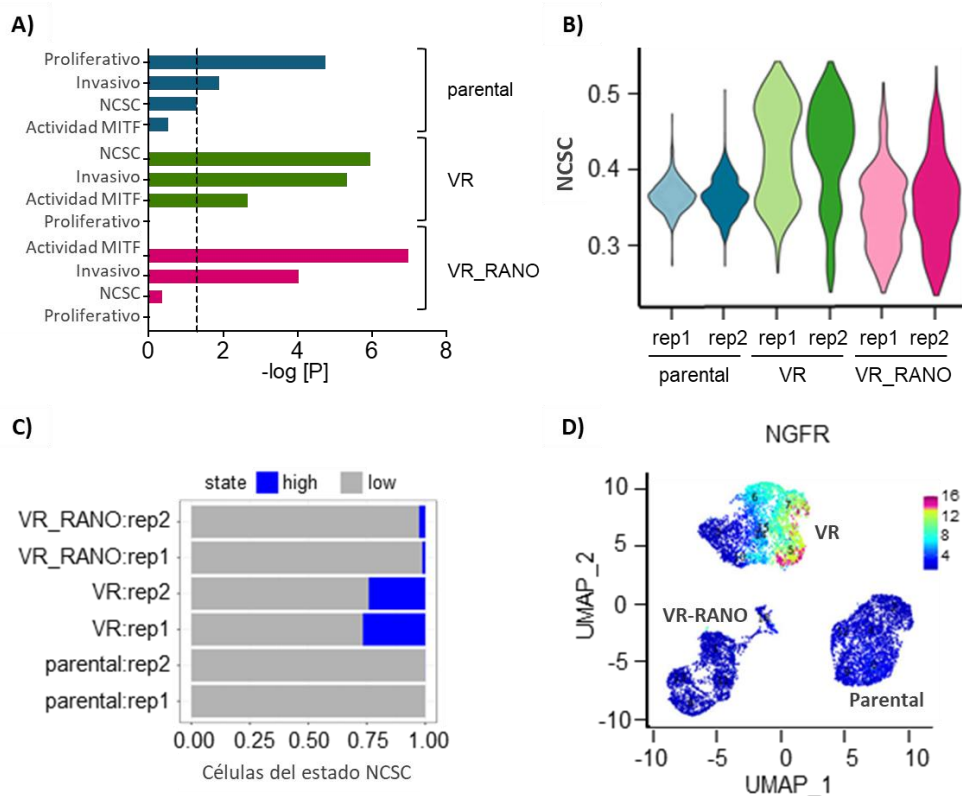 A)
Proliferativo
Invasivo
NCSC
Actividad MITF
parental
NCSC
Invasivo
Actividad MITF
Proliferativo
VR
Actividad MITF
Invasivo
NCSC
Proliferativo
VR_RANO
0 2 4 6 8
-log [P]
B)
NCSC
0.5
0.4
0.3
rep1 rep2 rep1 rep2 rep1 rep2
parental VR VR_RANO
C)
state high low
VR_RANO:rep2
VR_RANO:rep1
VR:rep2
VR:rep1
parental:rep2
parental:rep1
0.00 0.25 0.50 0.75 1.00
Células del estado NCSC
D)
NGFR
UMAP_2
10
5
0
-5
-10
VR
VR-RANO
Parental
16
12
8
4
-10 -5 0 5 10
UMAP_1